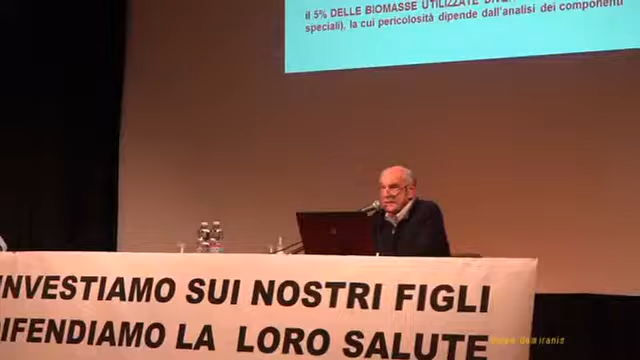 il 5% DELLE BIOMASSE UTILIZZATE
speciali), la cui pericolosità dipende dall'analisi dei componenti
INVESTIAMO SUI NOSTRI FIGLI
DIFENDIAMO LA LORO SALUTE